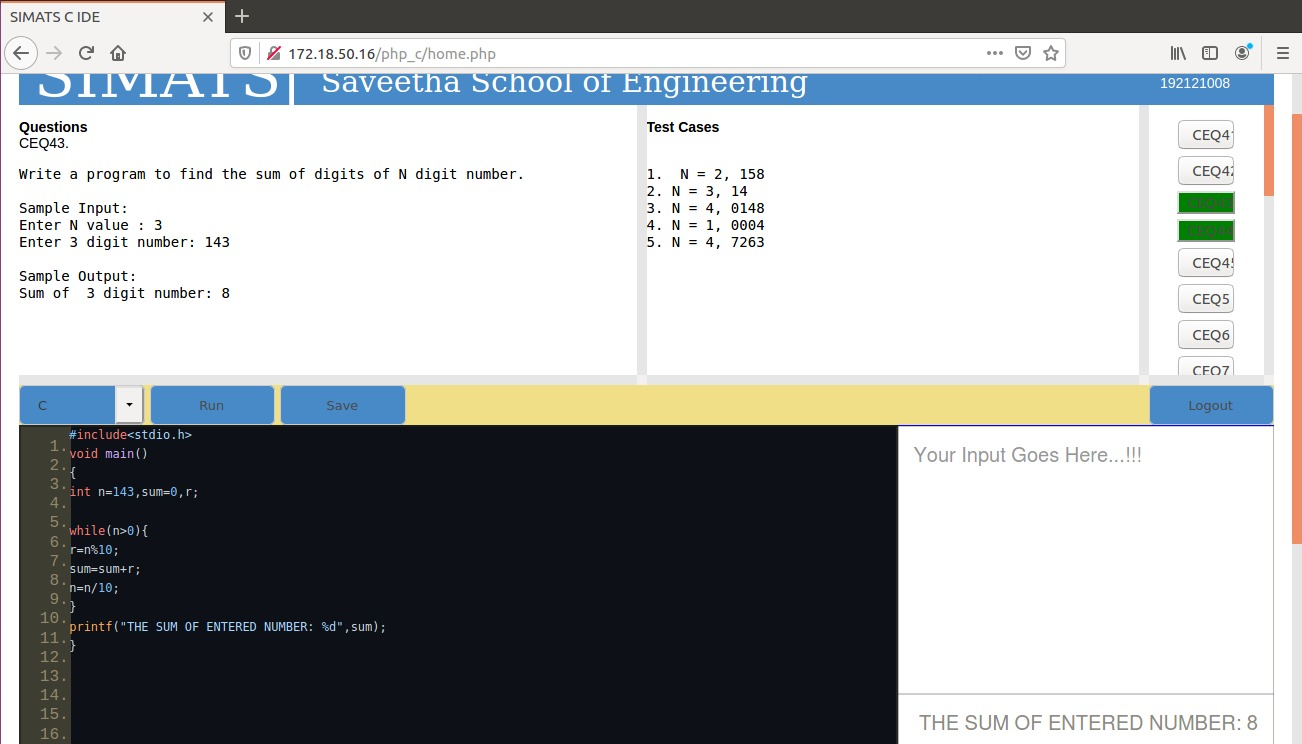 SIMATS C IDE
172.18.50.16/php_c/home.php
SIMATS| Saveetha School of Engineering
192121008
Questions
CEQ43.
Write a program to find the sum of digits of N digit number.
Sample Input:
Enter N value : 3
Enter 3 digit number: 143
Sample Output:
Sum of  3 digit number: 8
Test Cases
1.  N = 2, 158
2. N = 3, 14
3. N = 4, 0148
4. N = 1, 0004
5. N = 4, 7263
CEQ41
CEQ42
CEQ45
CEQ5
CEQ6
CEQ7
C
Run
Save
Logout
1. #include<stdio.h>
2. void main()
3. {
4. int n=143,sum=0,r;
5.
6. while(n>0){
7. r=n%10;
8. sum=sum+r;
9. n=n/10;
10. }
11. printf("THE SUM OF ENTERED NUMBER: %d",sum);
12. }
13.
14.
15.
16.
Your Input Goes Here...!!!
THE SUM OF ENTERED NUMBER: 8